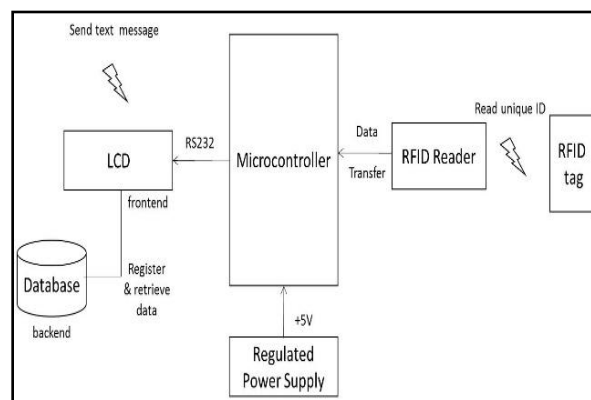 Send text message
LCD
frontend
RS232
Microcontroller
Data
Transfer
RFID Reader
Read unique ID
RFID
tag
Database
backend
Register
& retrieve
data
+5V
Regulated
Power Supply